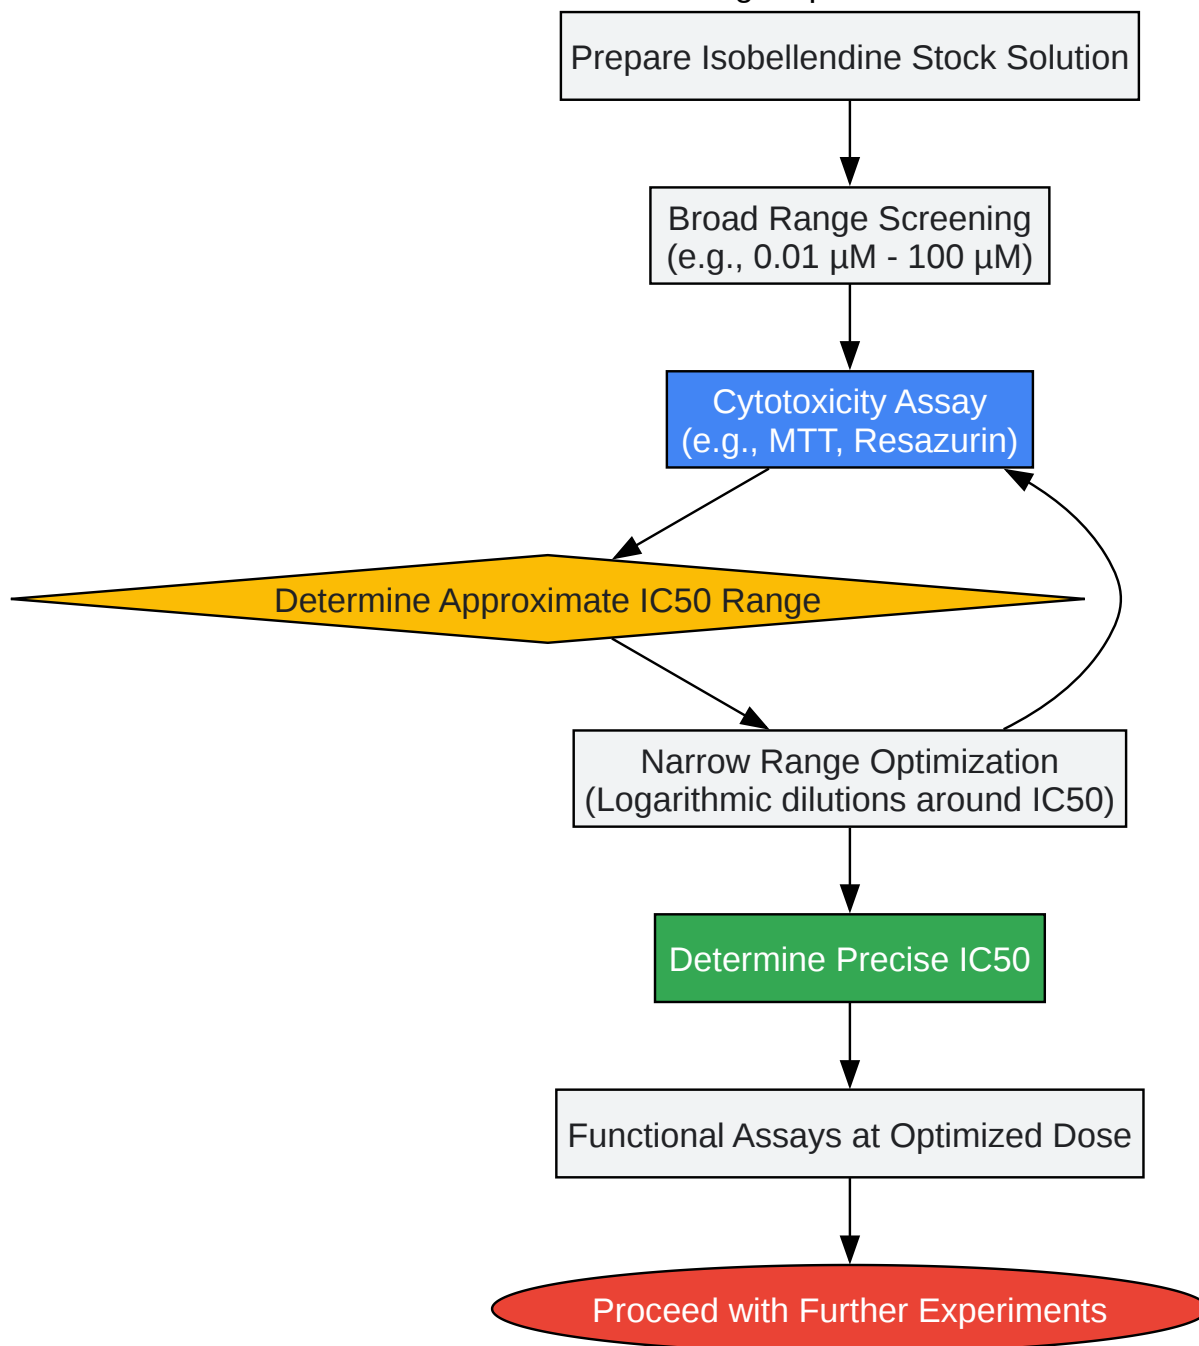 Prepare Isobellendine Stock Solution
Broad Range Screening
(e.g., 0.01 µM - 100 µM)
Cytotoxicity Assay
(e.g., MTT, Resazurin)
Determine Approximate IC50 Range
Narrow Range Optimization
(Logarithmic dilutions around IC50)
Determine Precise IC50
Functional Assays at Optimized Dose
Proceed with Further Experiments